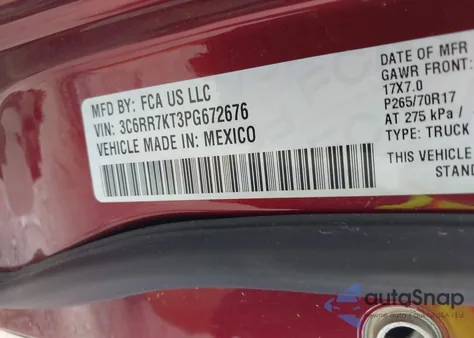 MFD BY: FCA US LLC
VIN: 3C6RR7KT3PG672676
VEHICLE MADE IN: MEXICO
DATE OF MFR
GAWR FRONT:
17X7.0
P265/70R17
AT 275 kPa /
TYPE: TRUCK
THIS VEHICLE
STAND
autoSnap